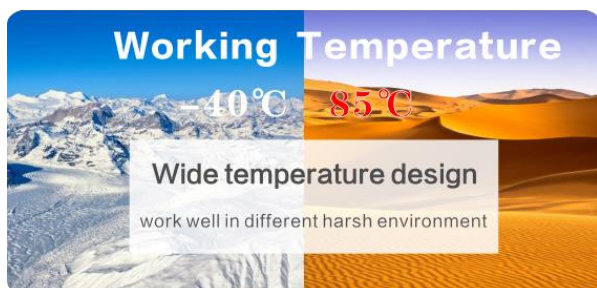 Working Temperature
-40℃ 85℃
Wide temperature design
work well in different harsh environment